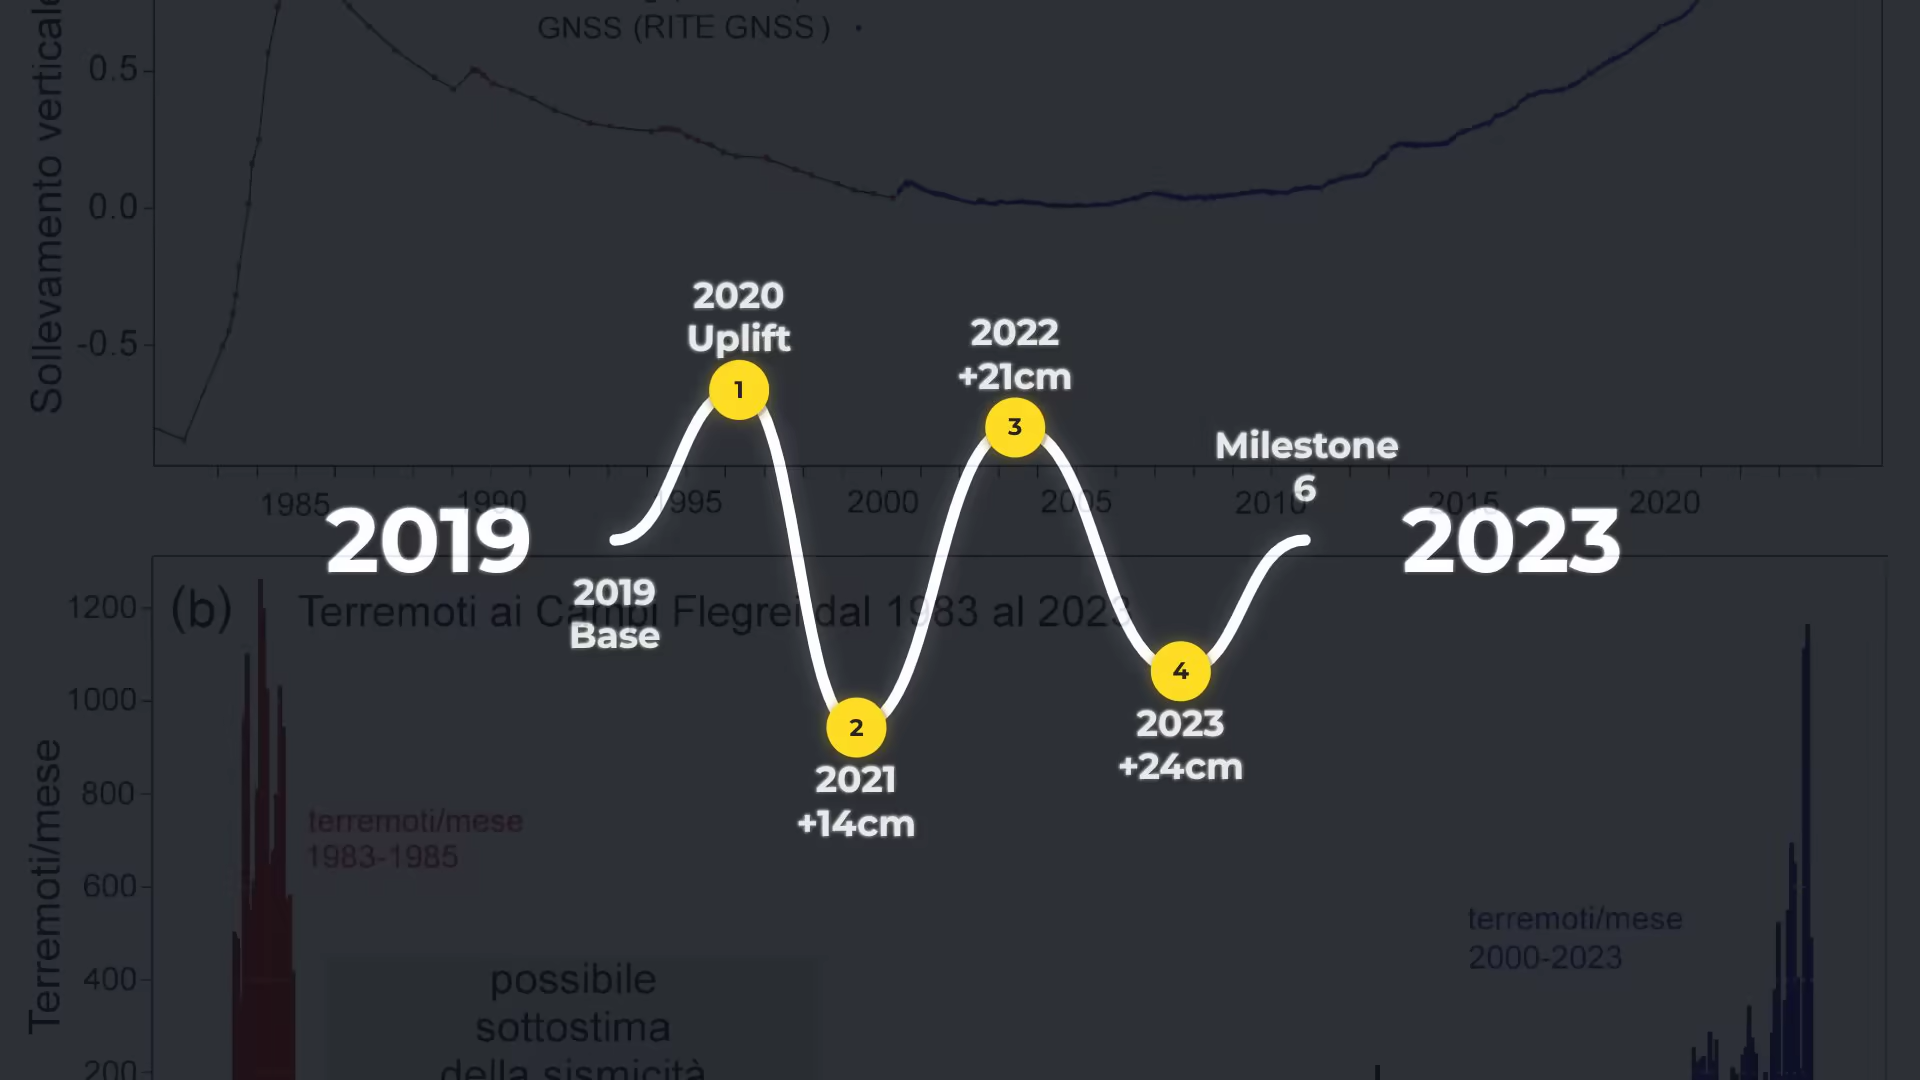 Sollevamento verticale
GNSS (RITE GNSS)
0.5
0.0
-0.5
1985
1990
1995
2000
2005
2010
2015
2020
2020
Uplift
1
2022
+21cm
3
Milestone
6
2019
2023
2019
Base
4
2023
+24cm
2
2021
+14cm
(b)
Terremoti ai Campi Flegrei dal 1983 al 2023
Terremoti/mese
1200
1000
800
600
400
200
terremoti/mese
1983-1985
terremoti/mese
2000-2023
possibile
sottostima
della sismicità